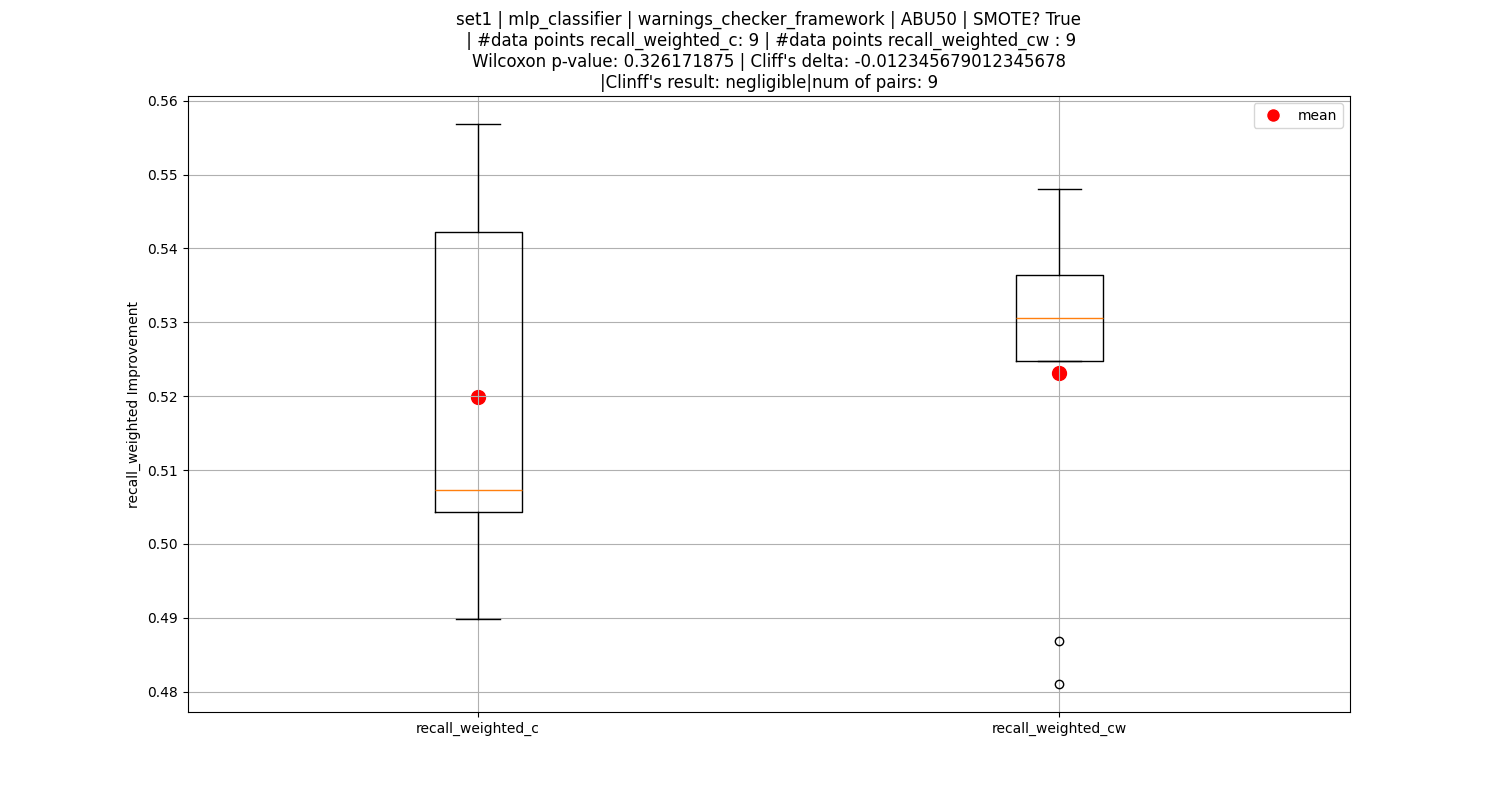 set1 | mlp_classifier | warnings_checker_framework | ABU50 | SMOTE? True
| #data points recall_weighted_c: 9 | #data points recall_weighted_cw : 9
Wilcoxon p-value: 0.326171875 | Cliff's delta: -0.012345679012345678
|Clinff's result: negligible|num of pairs: 9
mean
0.56
0.55
0.54
0.53
0.52
0.51
0.50
0.49
0.48
recall_weighted Improvement
recall_weighted_c
recall_weighted_cw